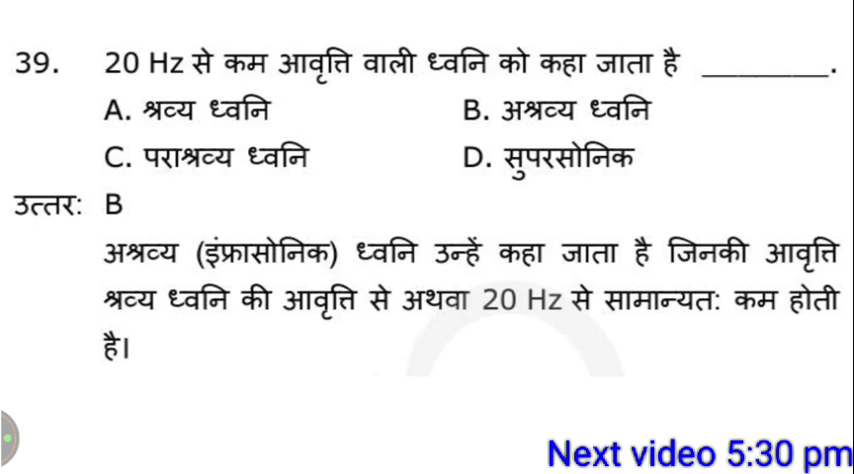 39. 20 Hz से कम आवृत्ति वाली ध्वनि को कहा जाता है ________.
A. श्रव्य ध्वनि B. अश्रव्य ध्वनि
C. पराश्रव्य ध्वनि D. सुपरसोनिक
उत्तर: B
अश्रव्य (इंफ्रासोनिक) ध्वनि उन्हें कहा जाता है जिनकी आवृत्ति
श्रव्य ध्वनि की आवृत्ति से अथवा 20 Hz से सामान्यत: कम होती
है।
Next video 5:30 pm